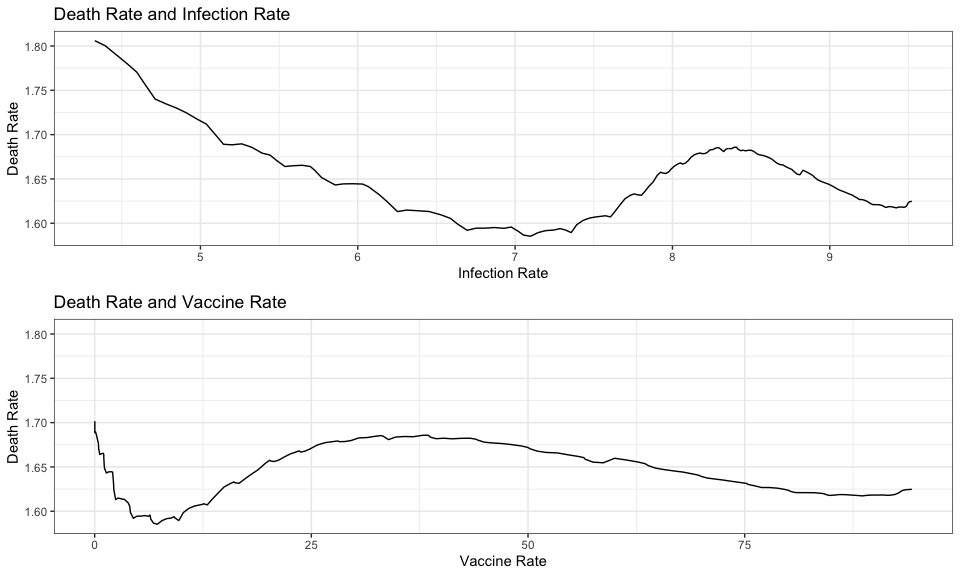 Death Rate and Infection Rate
1.80
1.75
1.70
1.65
1.60
Death Rate
5 6 7 8 9
Infection Rate
Death Rate and Vaccine Rate
1.80
1.75
1.70
1.65
1.60
Death Rate
0 25 50 75
Vaccine Rate